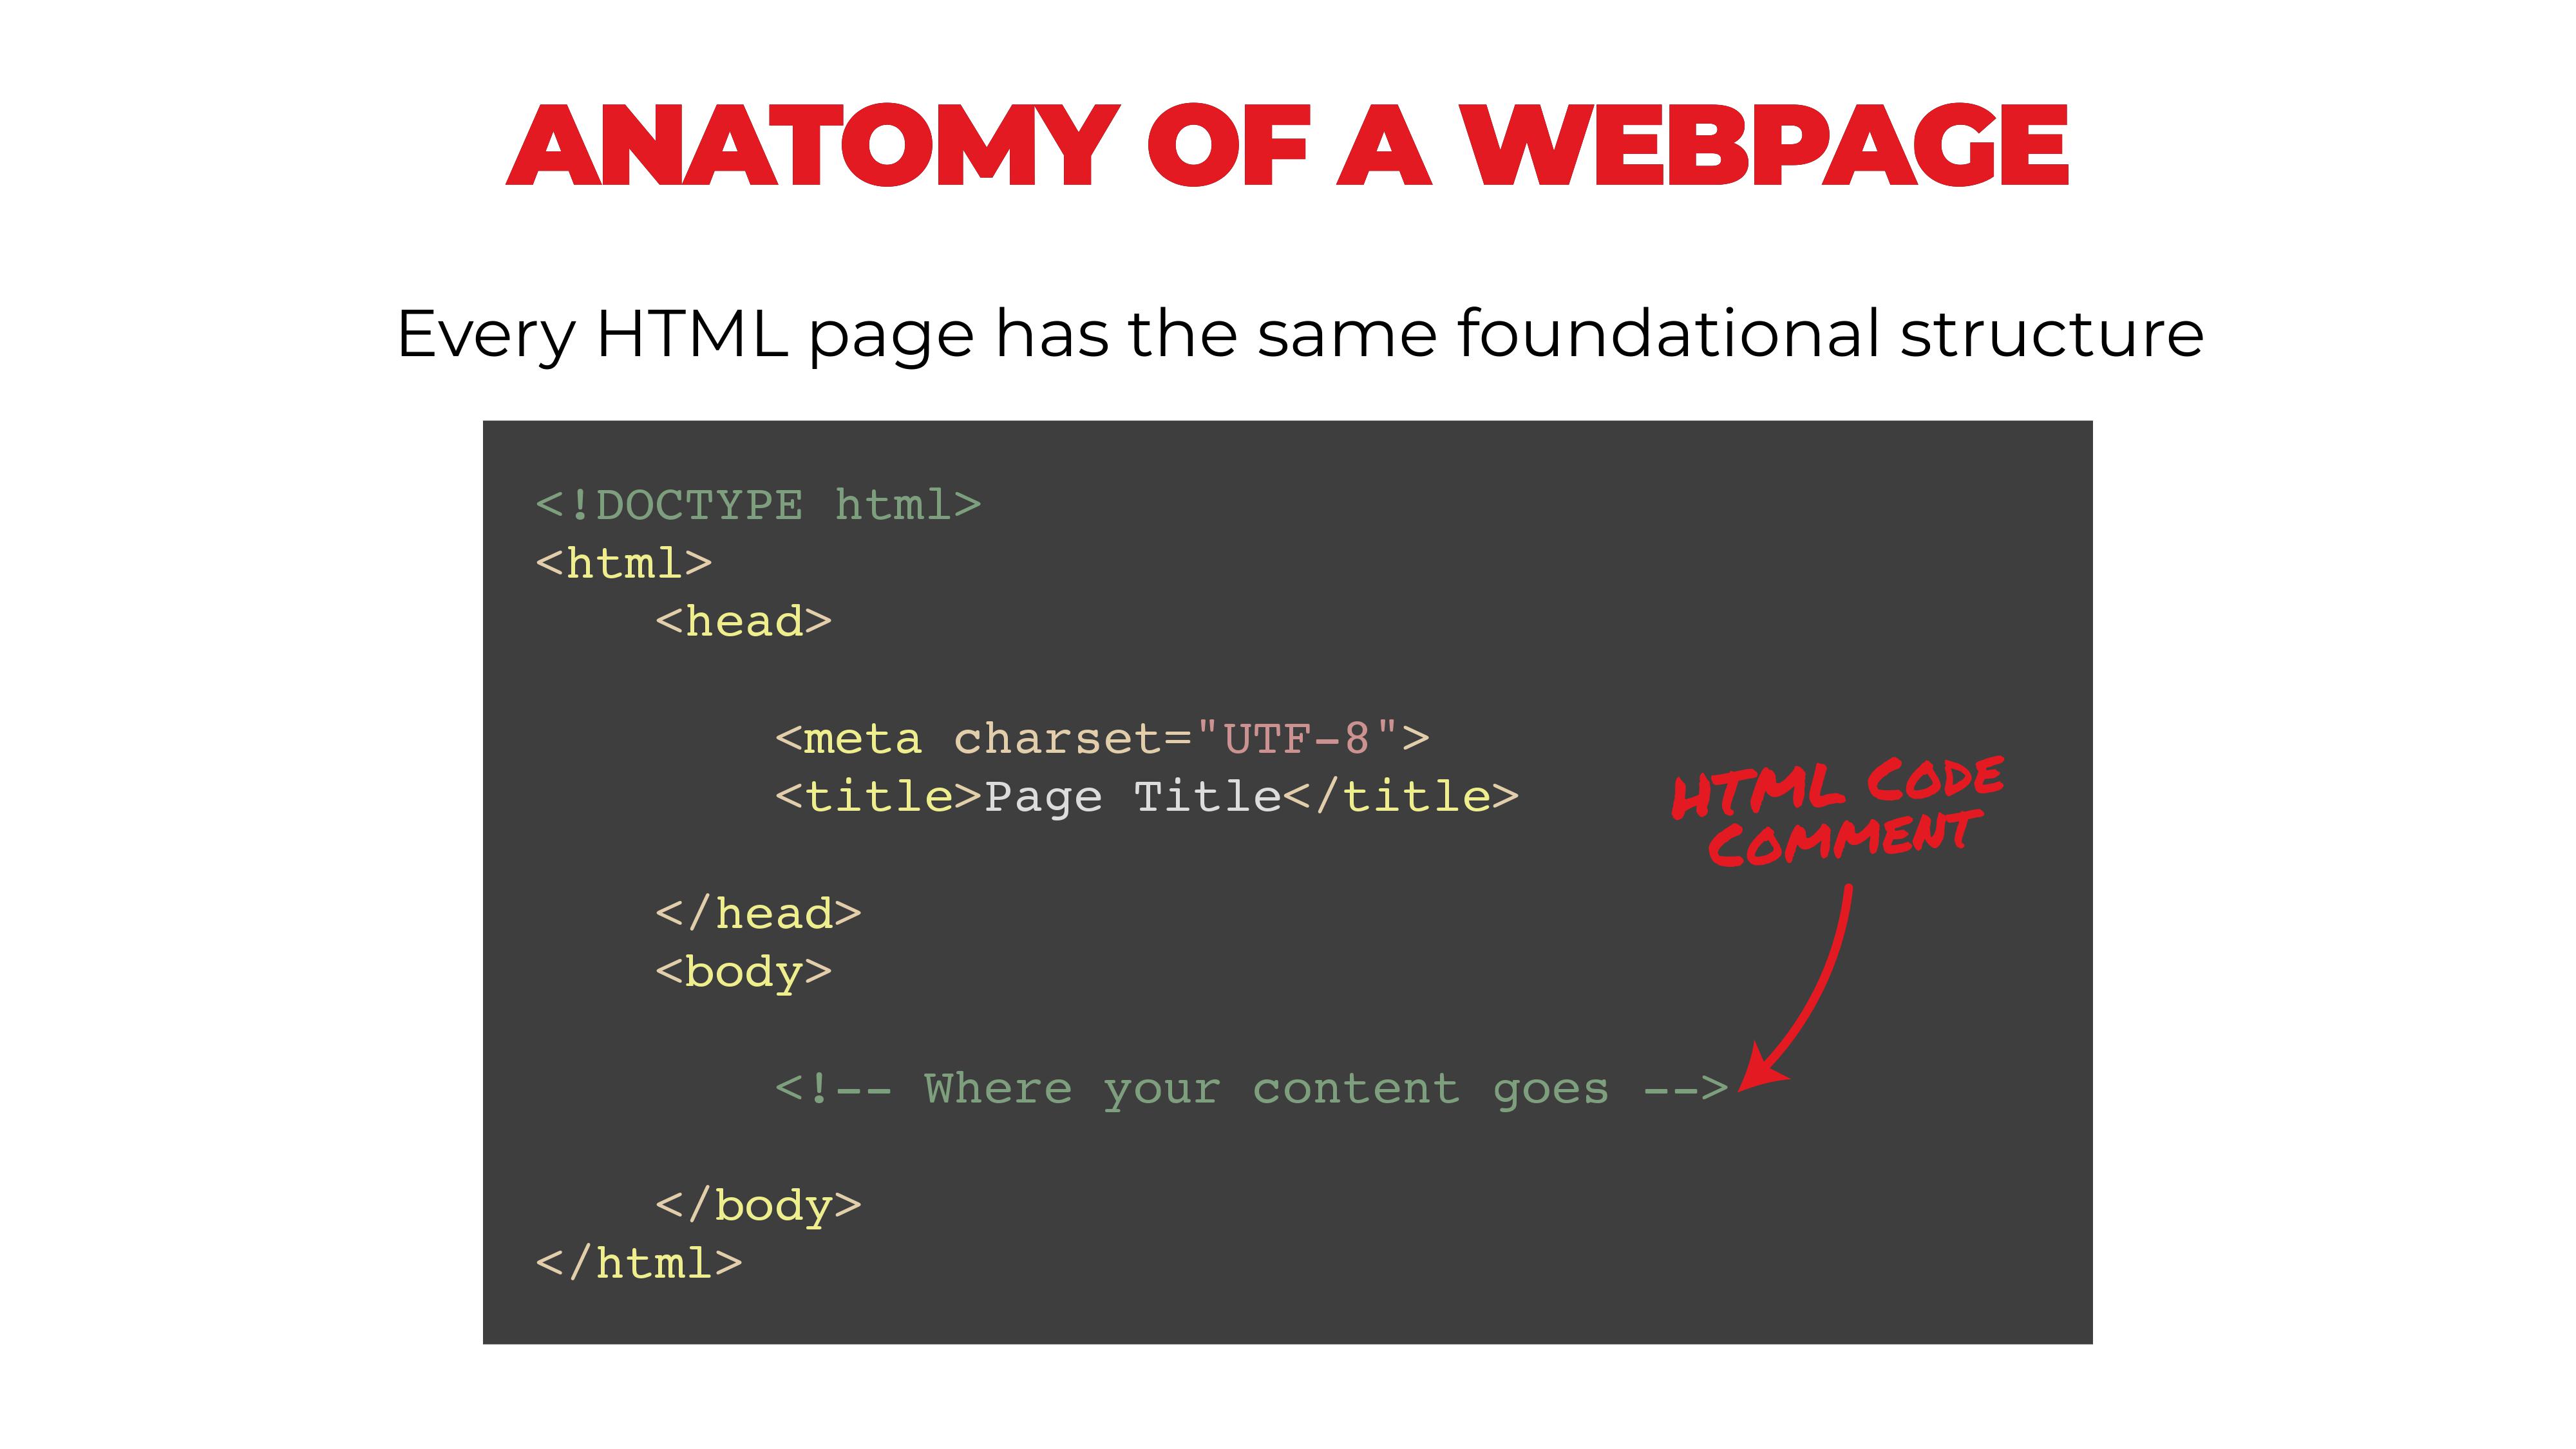 ANATOMY OF A WEBPAGE
Every HTML page has the same foundational structure
<!DOCTYPE html>
<html>
<head>
<meta charset="UTF-8">
<title>Page Title</title>
HTML CODE
COMMENT
</head>
<body>
<!-- Where your content goes -->
</body>
</html>